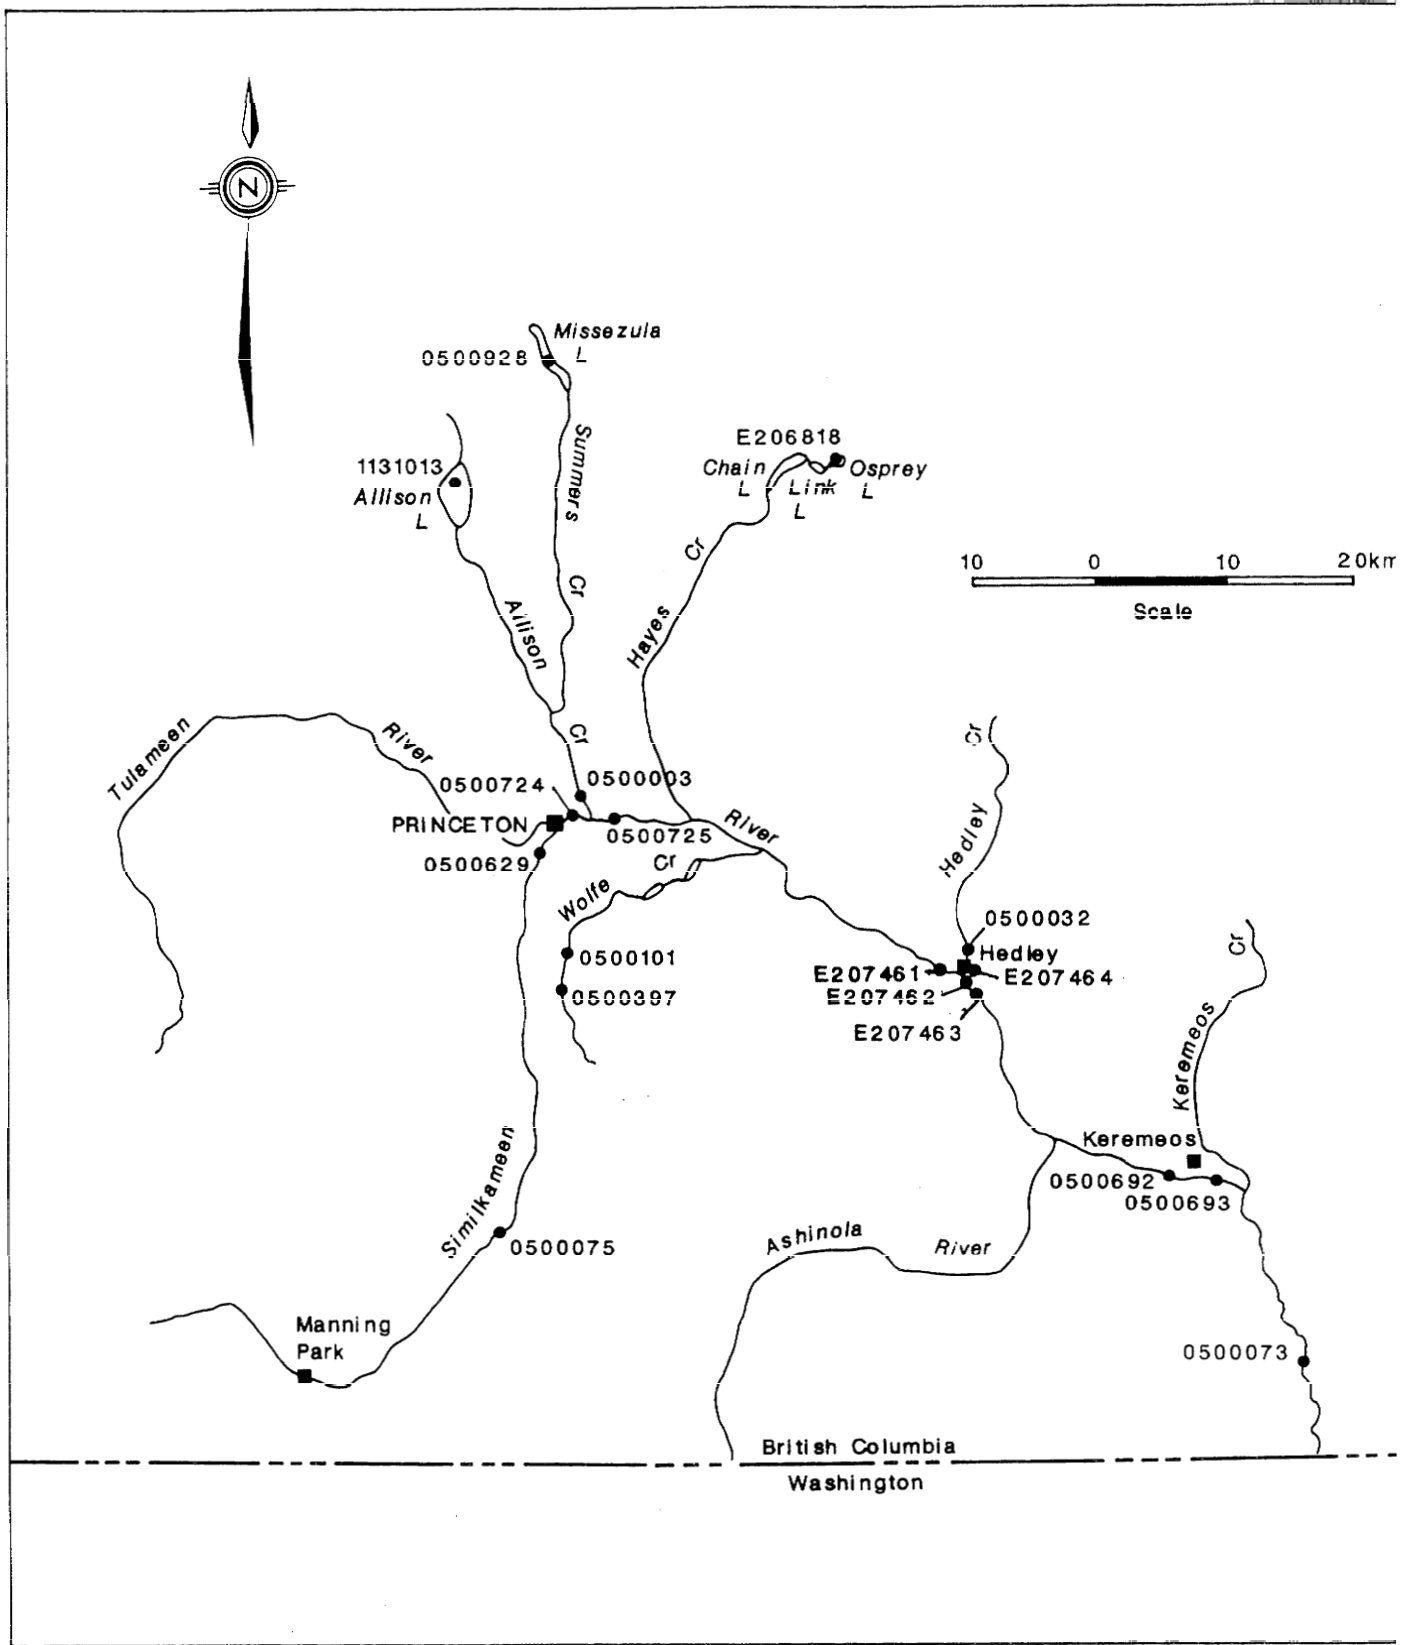 N
Missezula
L
0500928
Summers
Cr
E206818
1131013
Allison
L
Chain
L
Link
L
Osprey
L
Cr
Hayes
10 0 10 20km
Scale
Allison
Cr
Tulameen
River
0500724
0500003
PRINCETON
0500725
River
0500629
Cr
Wolfe
Cr
Hedley
0500032
Hedley
0500101
E207461
E207464
0500397
E207462
E207463
Cr
Keremeos
Keremeos
0500692
0500693
Similkameen
0500075
Ashinola
River
Manning
Park
0500073
British Columbia
Washington